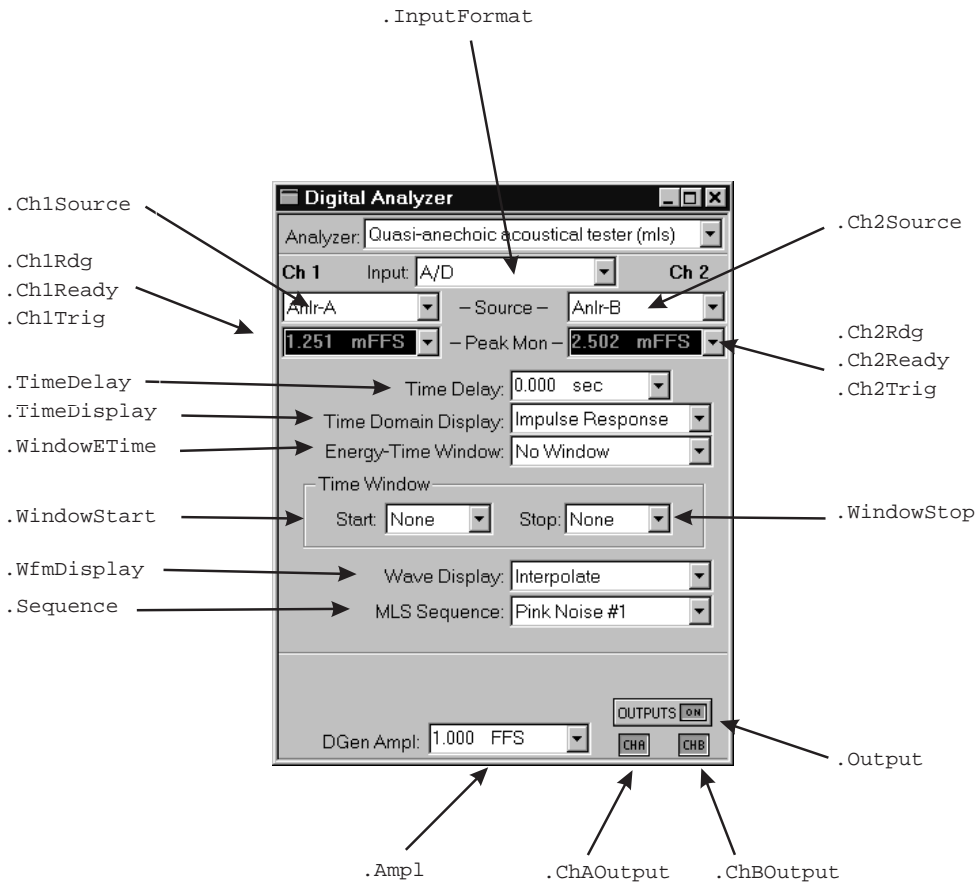 .InputFormat
Digital Analyzer
Analyzer: Quasi-anechoic acoustical tester (mls)
Ch 1 Input: A/D Ch 2
Anlr-A – Source – Anlr-B
1.251 mFFS – Peak Mon – 2.502 mFFS
Time Delay: 0.000 sec
Time Domain Display: Impulse Response
Energy-Time Window: No Window
Time Window
Start: None Stop: None
Wave Display: Interpolate
MLS Sequence: Pink Noise #1
OUTPUTS ON
DGen Ampl: 1.000 FFS CHA CHB
.Ch1Source
.Ch1Rdg
.Ch1Ready
.Ch1Trig
.TimeDelay
.TimeDisplay
.WindowETime
.WindowStart
.WfmDisplay
.Sequence
.Ch2Source
.Ch2Rdg
.Ch2Ready
.Ch2Trig
.WindowStop
.Output
.Ampl
.ChAOutput
.ChBOutput